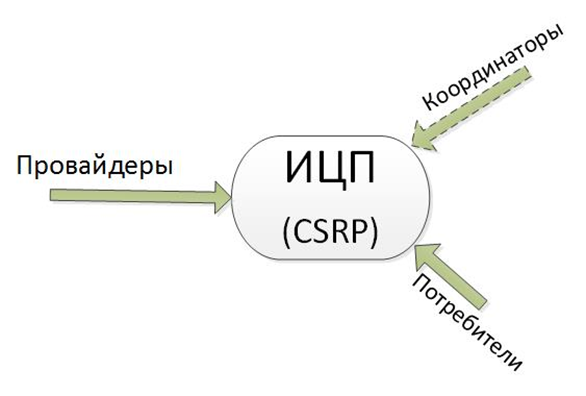 Координаторы
Провайдеры
ИЦП
(CSRP)
Потребители